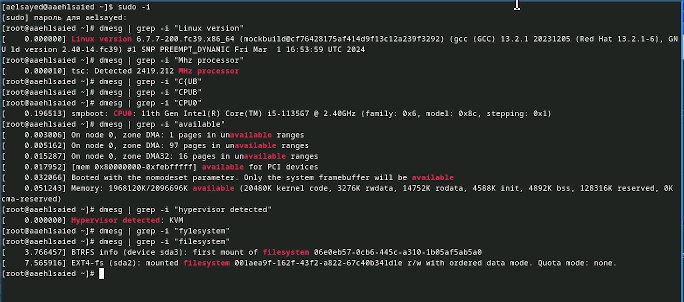 [aelsayed@aaehlsaied ~]$ sudo -i
[sudo] пароль для aelsayed:
[root@aaehlsaied ~]# dmesg | grep -i "Linux version"
[    0.000000] Linux version 6.7.7-200.fc39.x86_64 (mockbuild@cf76428175af414d9f13c12a239f3292) (gcc (GCC) 13.2.1 20231205 (Red Hat 13.2.1-6), GN
U ld version 2.40-14.fc39) #1 SMP PREEMPT_DYNAMIC Fri Mar  1 16:53:59 UTC 2024
[root@aaehlsaied ~]# dmesg | grep -i "Mhz processor"
[    0.000010] tsc: Detected 2419.212 MHz processor
[root@aaehlsaied ~]# dmesg | grep -i "C{UB"
[root@aaehlsaied ~]# dmesg | grep -i "CPUB"
[root@aaehlsaied ~]# dmesg | grep -i "CPU0"
[    0.196513] smpboot: CPU0: 11th Gen Intel(R) Core(TM) i5-1135G7 @ 2.40GHz (family: 0x6, model: 0x8c, stepping: 0x1)
[root@aaehlsaied ~]# dmesg | grep -i "available"
[    0.003006] On node 0, zone DMA: 1 pages in unavailable ranges
[    0.005162] On node 0, zone DMA: 97 pages in unavailable ranges
[    0.015287] On node 0, zone DMA32: 16 pages in unavailable ranges
[    0.017952] [mem 0x80000000-0xfebfffff] available for PCI devices
[    0.032066] Booted with the nomodeset parameter. Only the system framebuffer will be available
[    0.051243] Memory: 1968120K/2096696K available (20480K kernel code, 3276K rwdata, 14752K rodata, 4588K init, 4892K bss, 128316K reserved, 0K
cma-reserved)
[root@aaehlsaied ~]# dmesg | grep -i "hypervisor detected"
[    0.000000] Hypervisor detected: KVM
[root@aaehlsaied ~]# dmesg | grep -i "fylesystem"
[root@aaehlsaied ~]# dmesg | grep -i "filesystem"
[    3.766457] BTRFS info (device sda3): first mount of filesystem 06e0eb57-0cb6-445c-a310-1b05af5ab5a0
[    7.565916] EXT4-fs (sda2): mounted filesystem 001aea9f-162f-43f2-a822-67c40b341d1e r/w with ordered data mode. Quota mode: none.
[root@aaehlsaied ~]#